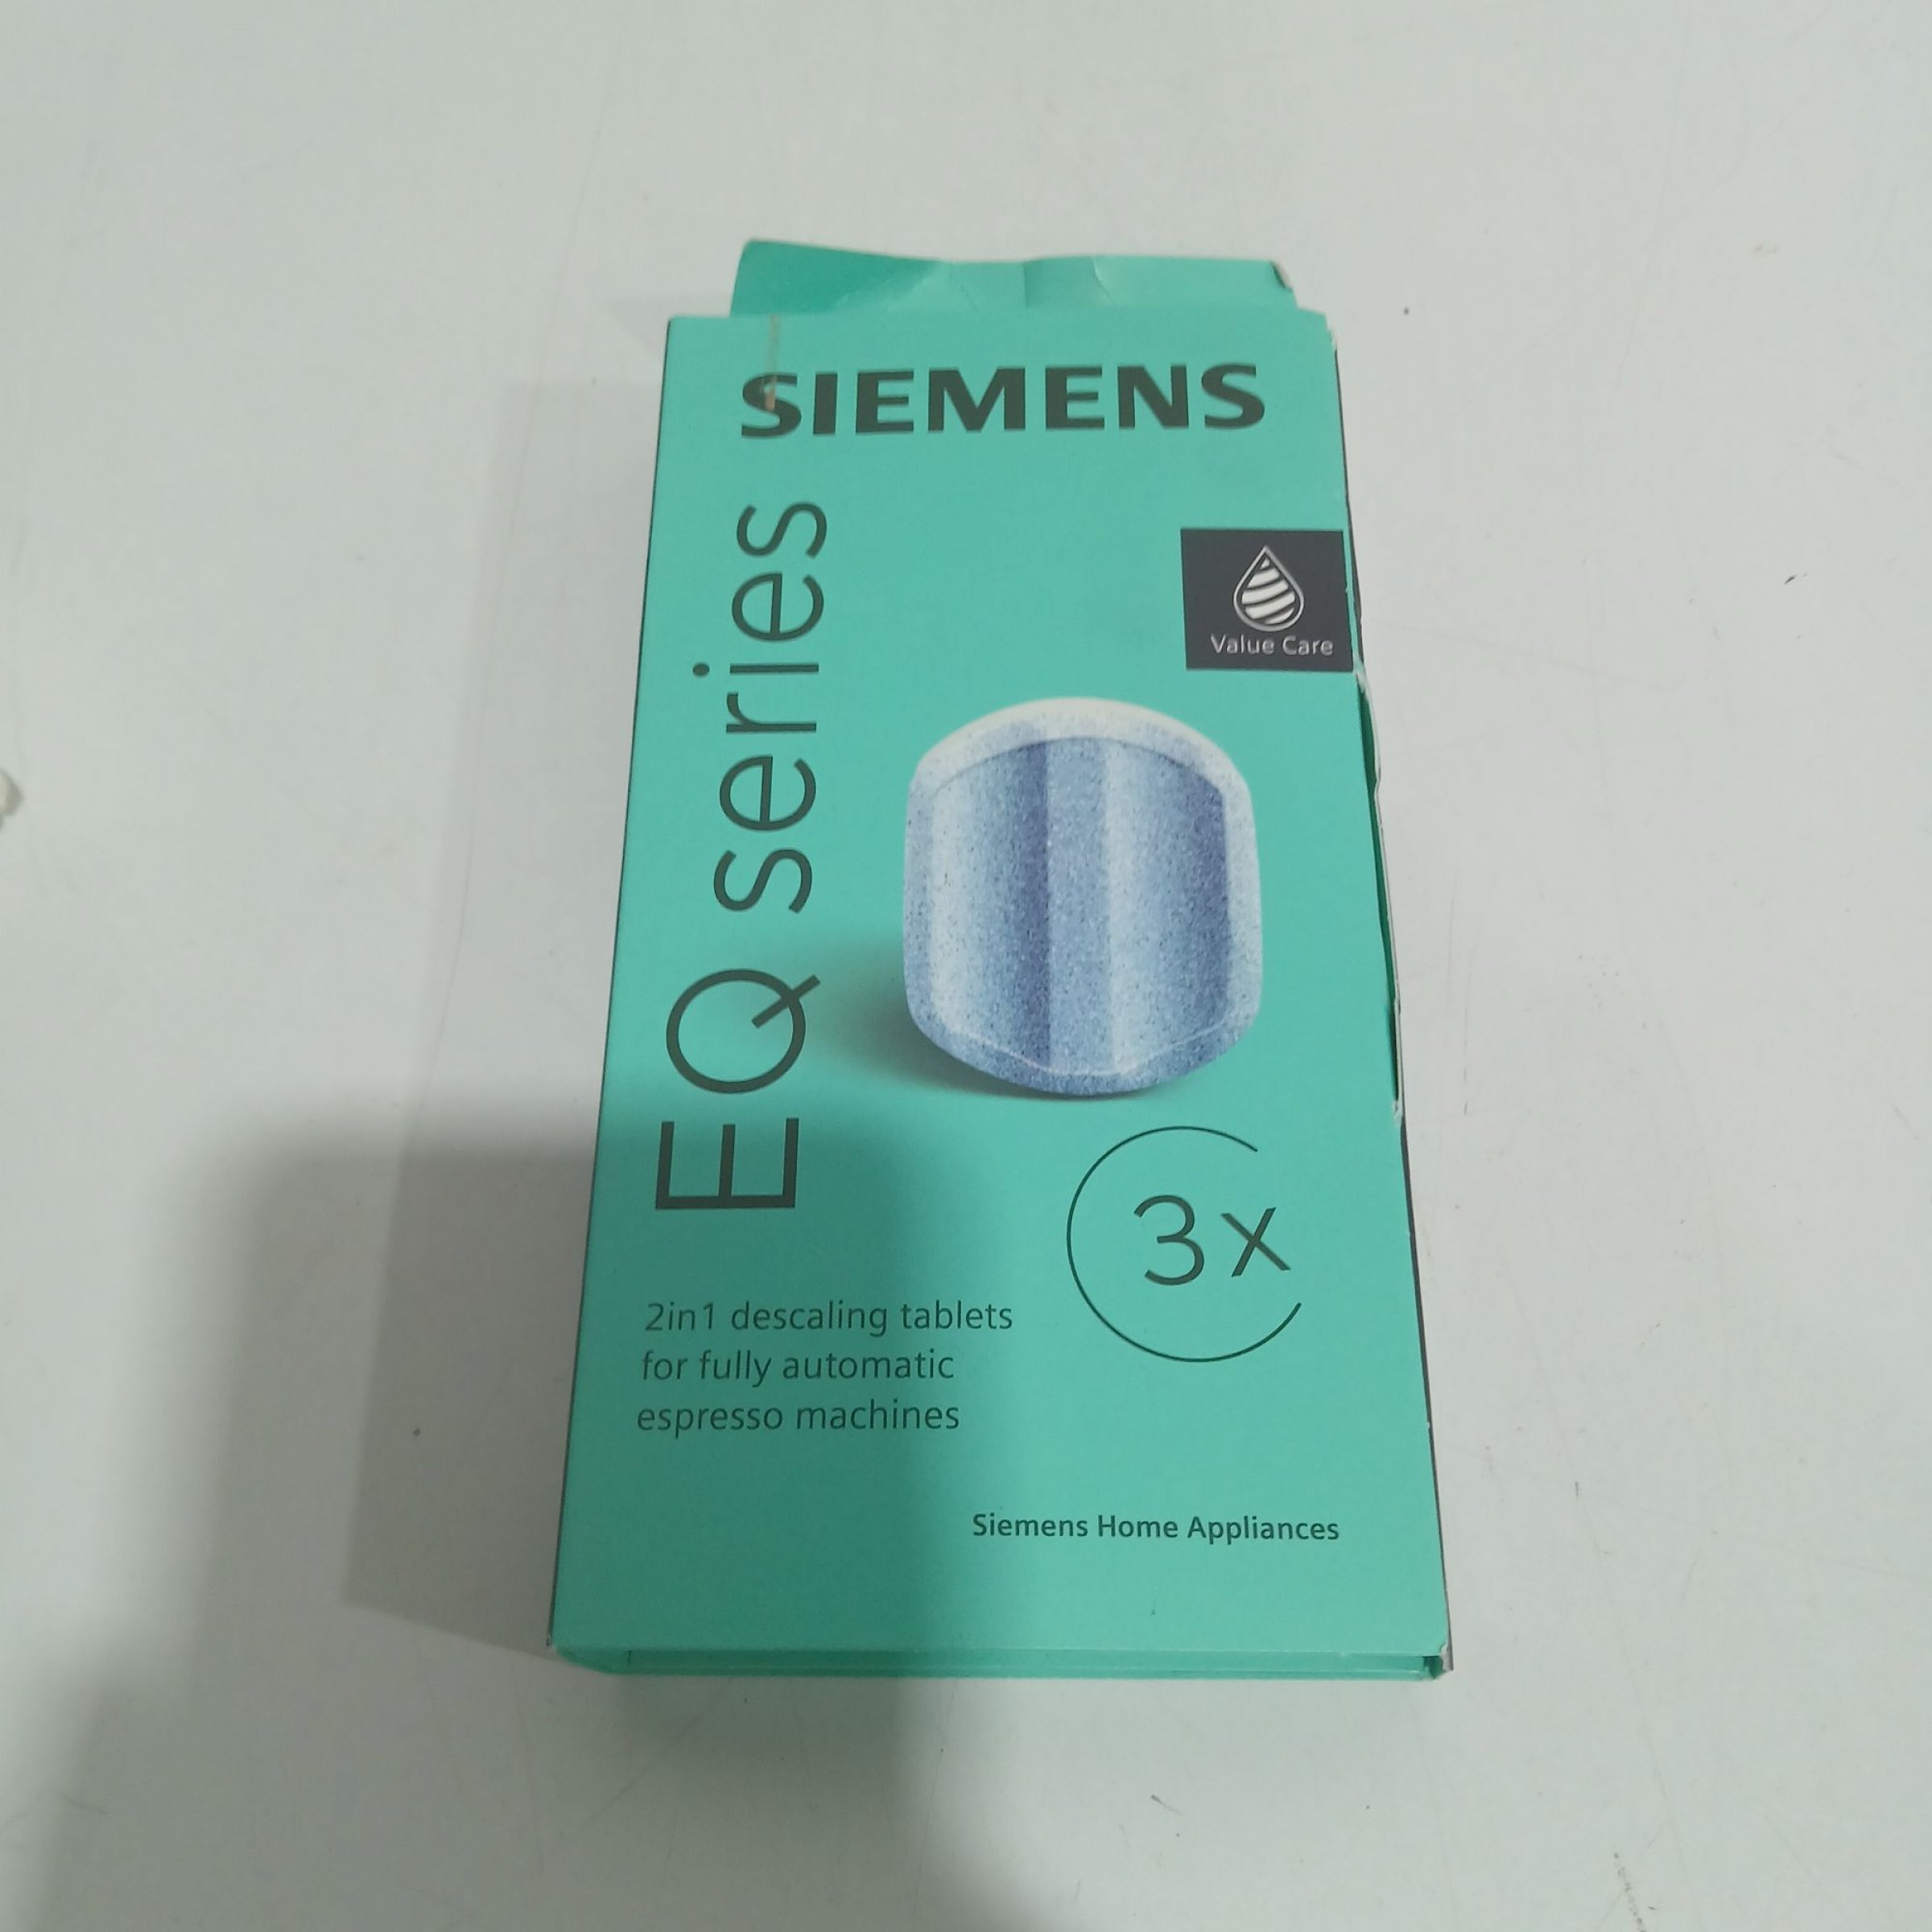 SIEMENS
EQ series
Value Care
3x
2in1 descaling tablets
for fully automatic
espresso machines
Siemens Home Appliances